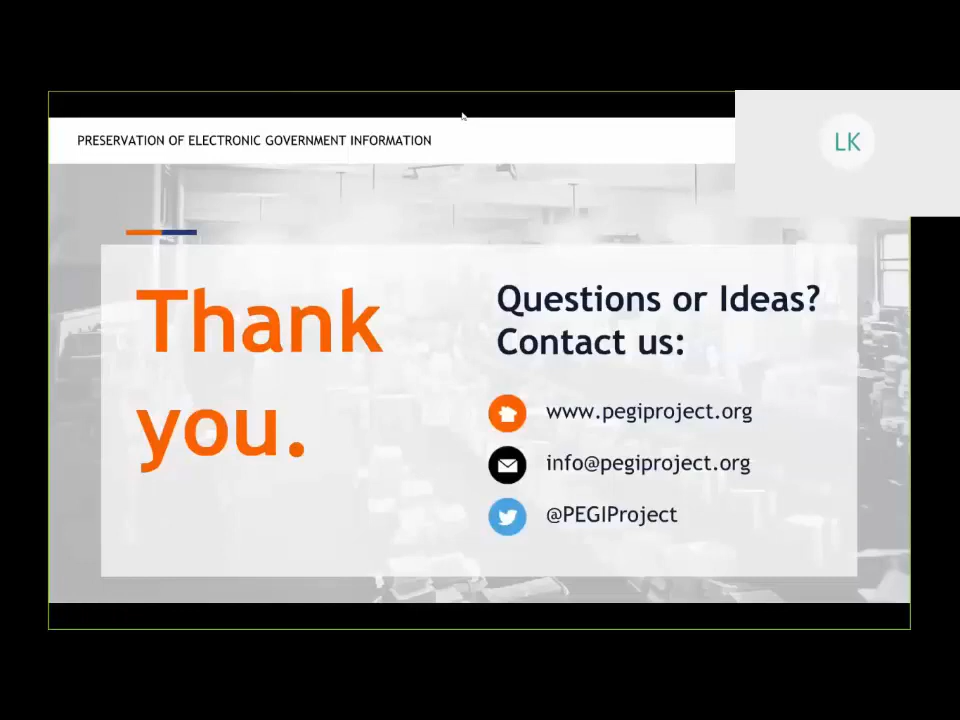 PRESERVATION OF ELECTRONIC GOVERNMENT INFORMATION
LK
Thank
you.
Questions or Ideas?
Contact us:
www.pegiproject.org
info@pegiproject.org
@PEGIProject